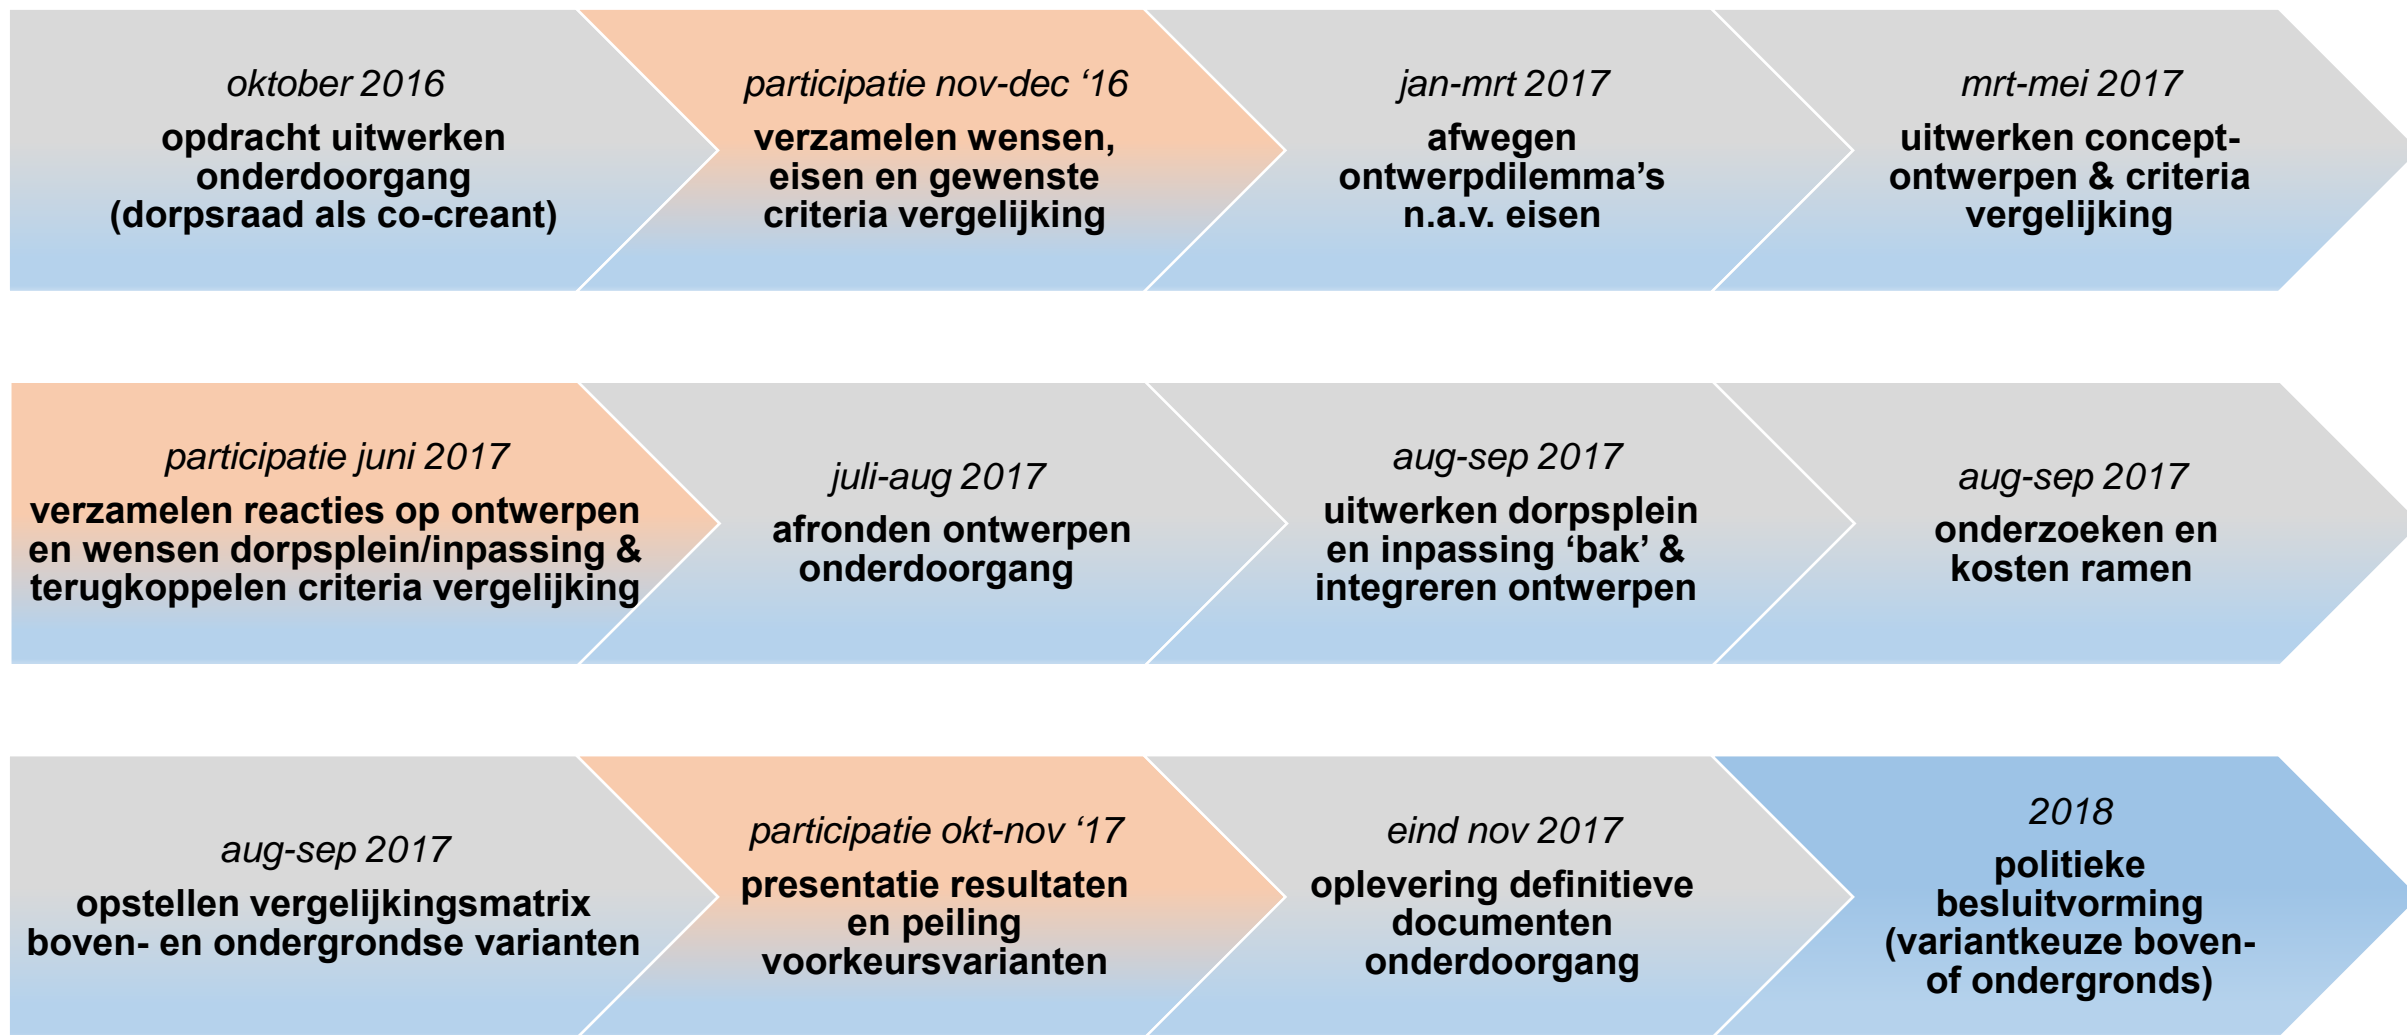 oktober 2016
opdracht uitwerken
onderdoorgang
(dorpsraad als co-creant)
participatie nov-dec ‘16
verzamelen wensen,
eisen en gewenste
criteria vergelijking
jan-mrt 2017
afwegen
ontwerpdilemma’s
n.a.v. eisen
mrt-mei 2017
uitwerken concept-
ontwerpen & criteria
vergelijking
participatie juni 2017
verzamelen reacties op ontwerpen
en wensen dorpsplein/inpassing &
terugkoppelen criteria vergelijking
juli-aug 2017
afronden ontwerpen
onderdoorgang
aug-sep 2017
uitwerken dorpsplein
en inpassing ‘bak’ &
integreren ontwerpen
aug-sep 2017
onderzoeken en
kosten ramen
aug-sep 2017
opstellen vergelijkingsmatrix
boven- en ondergrondse varianten
participatie okt-nov ‘17
presentatie resultaten
en peiling
voorkeursvarianten
eind nov 2017
oplevering definitieve
documenten
onderdoorgang
2018
politieke
besluitvorming
(variantkeuze boven-
of ondergronds)